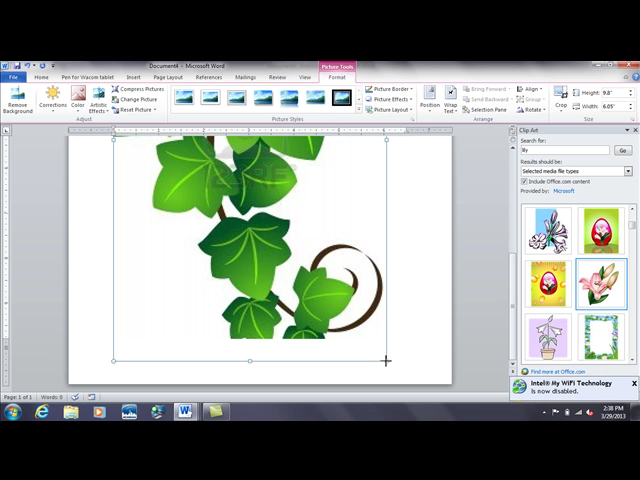 Document4 - Microsoft Word
Picture Tools
File Home Pen for Wacom tablet Insert Page Layout References Mailings Review View Format
Remove Background
Corrections
Color
Artistic Effects
Compress Pictures
Change Picture
Reset Picture
Adjust
Picture Styles
Picture Border
Picture Effects
Picture Layout
Position
Wrap Text
Bring Forward
Send Backward
Selection Pane
Align
Group
Rotate
Arrange
Crop
Height: 9.8"
Width: 6.05"
Size
Clip Art
Search for:
lily
Go
Results should be:
Selected media file types
Include Office.com content
Provided by: Microsoft
Find more at Office.com
Intel® My WiFi Technology
Is now disabled.
Page: 1 of 1 Words: 0
2:38 PM
3/29/2013